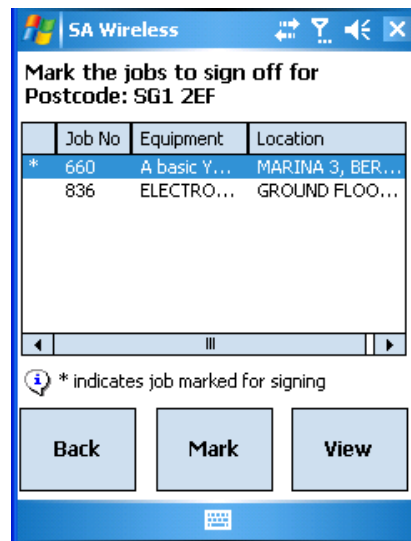 SA Wireless
Mark the jobs to sign off for
Postcode: SG1 2EF
Job No Equipment Location
* 660 A basic Y... MARINA 3, BER...
836 ELECTRO... GROUND FLOO...
* indicates job marked for signing
Back Mark View